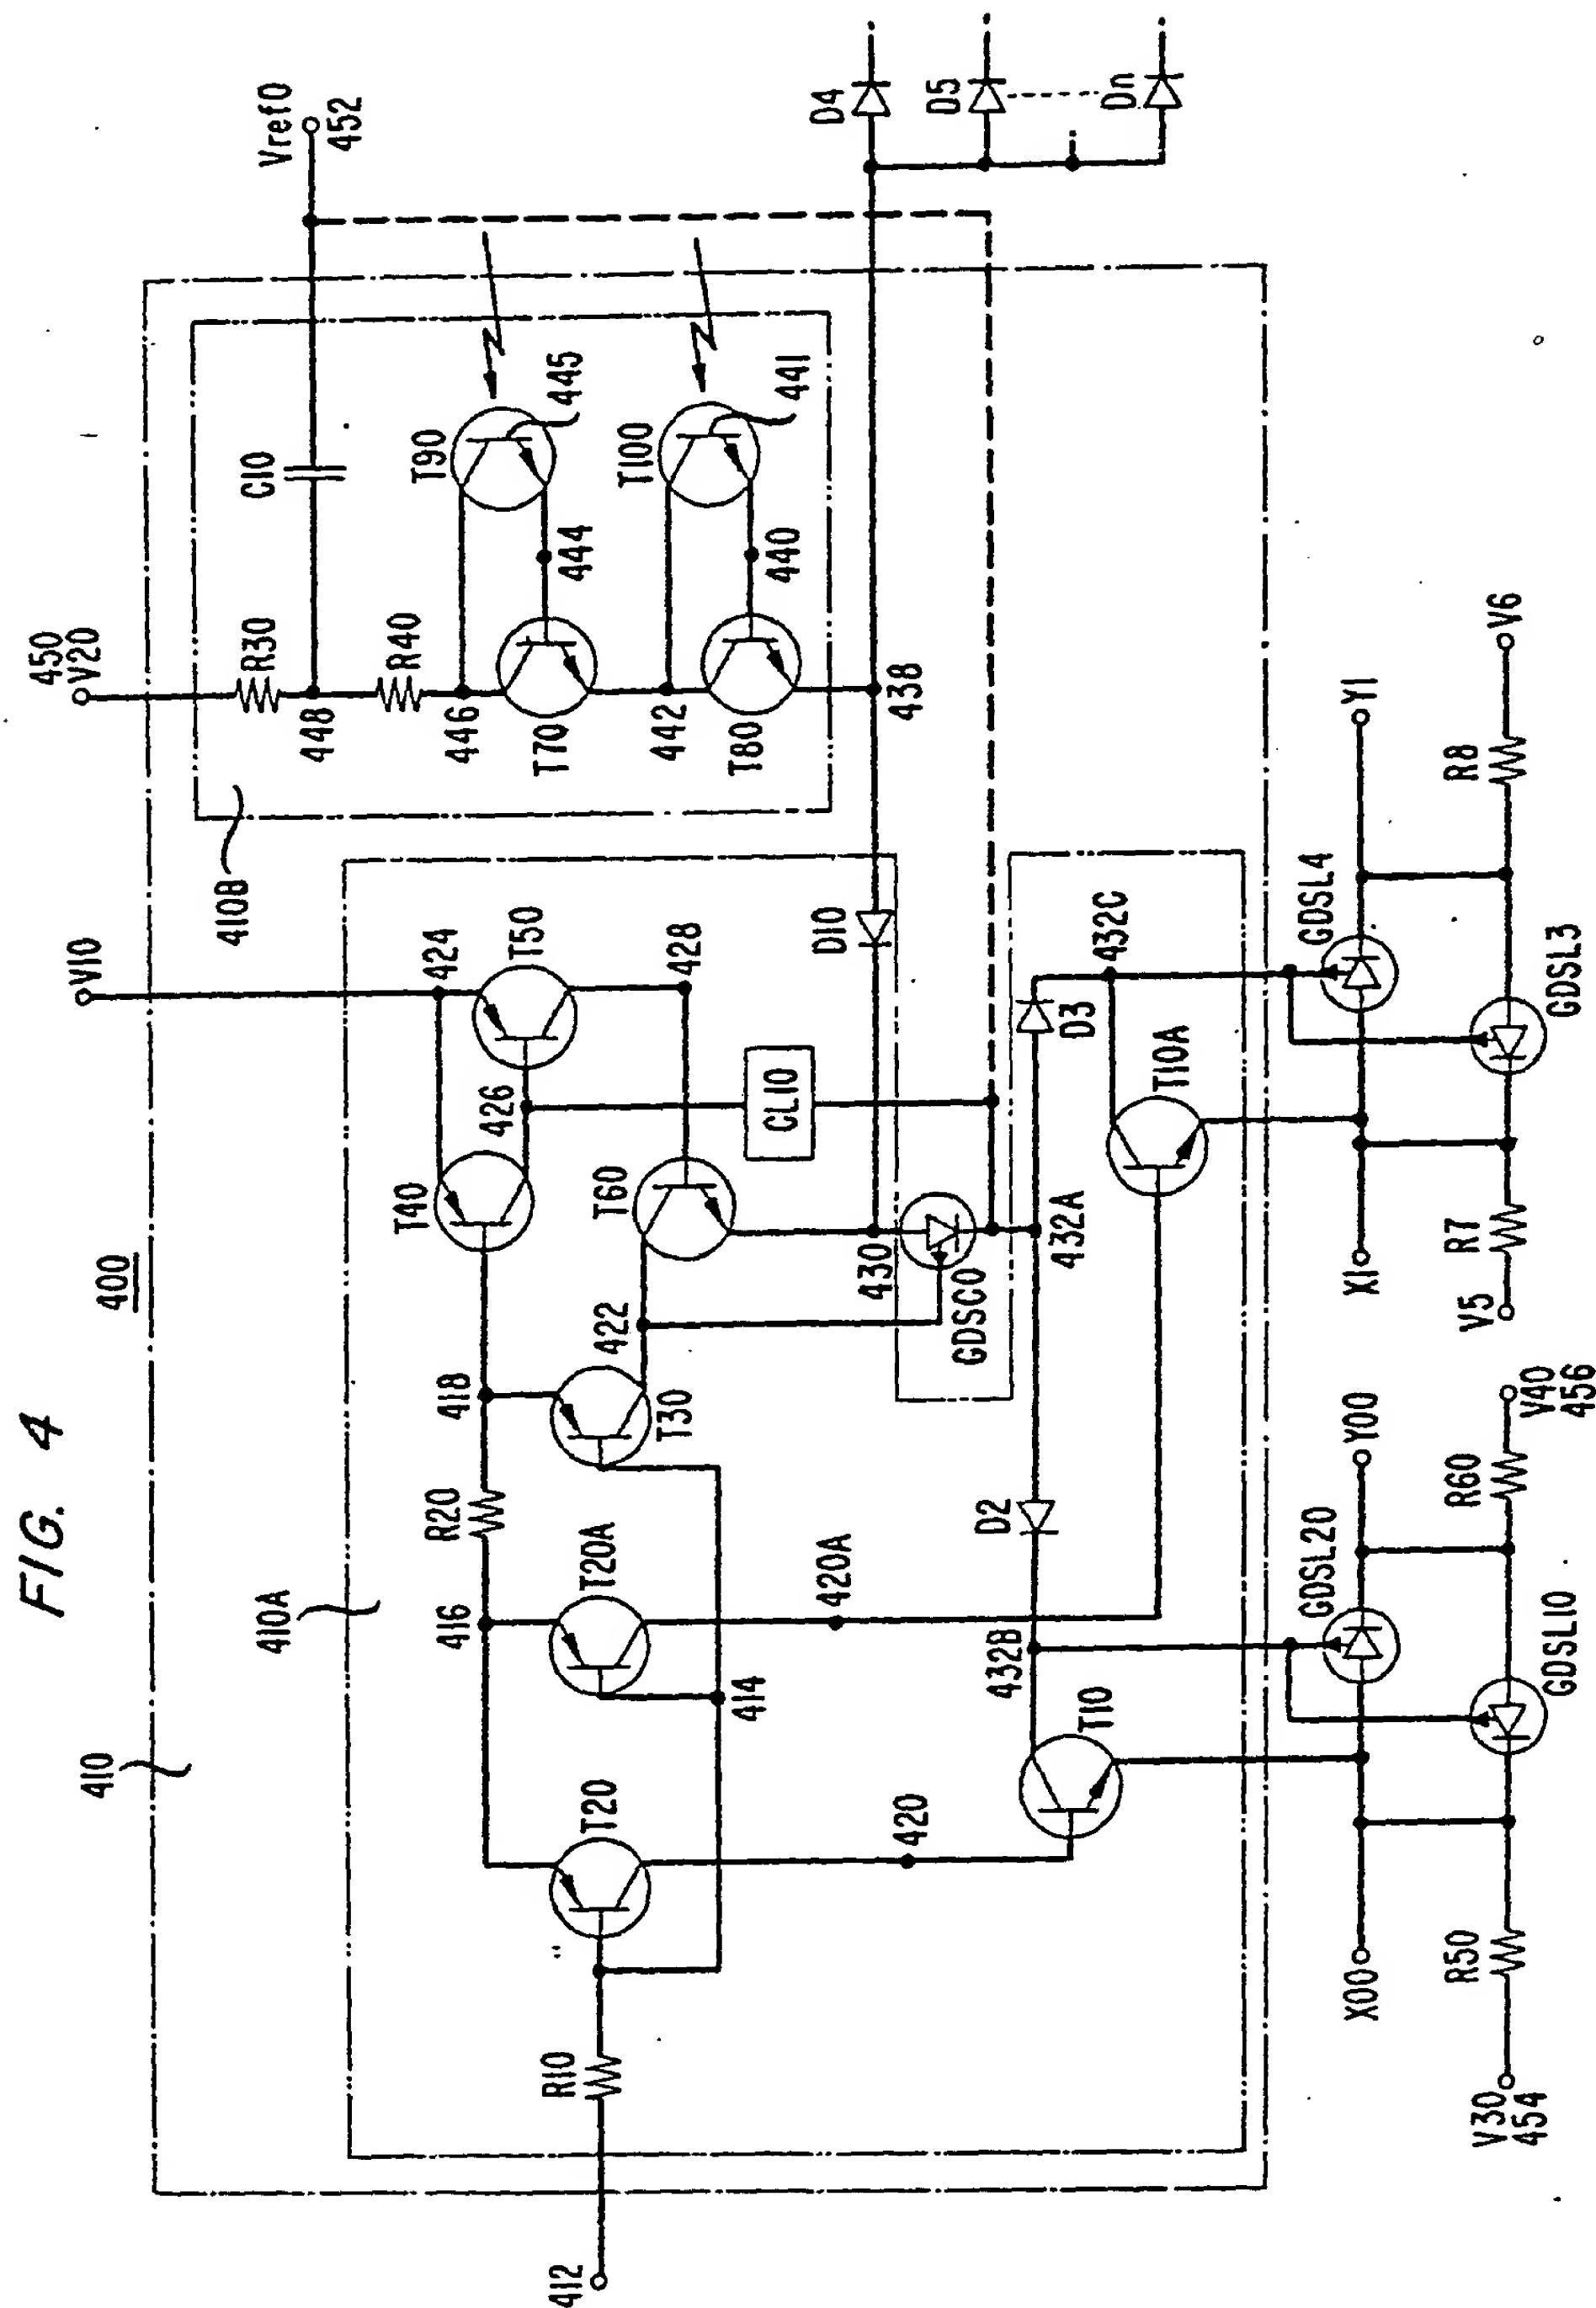 FIG. 4
400
410
410A
412
R10
T20
416
T20A
R20
418
T30
414
T40
V10
424
T50
426
428
422
T60
CL10
420
420A
430
GDSC0
D10
410B
450
V20
R30
448
C10
Vref0
452
R40
446
T90
445
T70
444
442
T100
441
T80
440
438
D4
D5
Dn
432B
T10
D2
432A
D3
432C
T10A
X00
GDSL20
Y00
V30
454
R50
GDSL10
R60
V40
456
X1
GDSL4
Y1
V5
R7
GDSL3
R8
V6